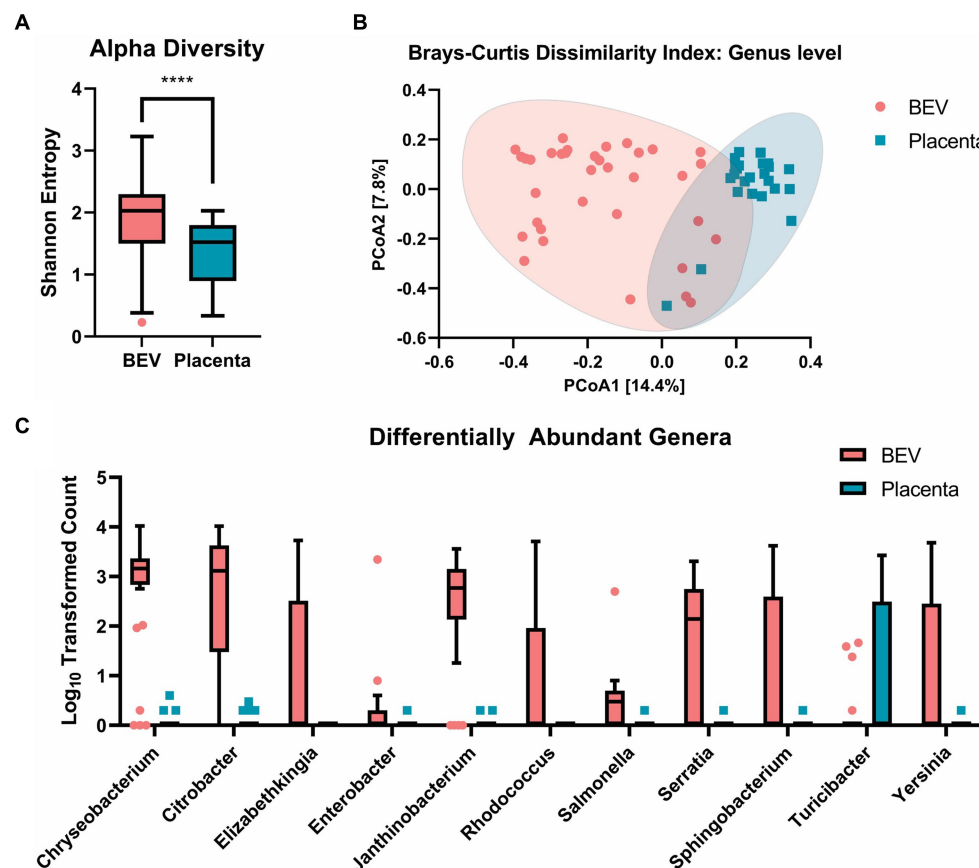 A
Alpha Diversity
****
Shannon Entropy
4
3
2
1
0
BEV
Placenta
B
Brays-Curtis Dissimilarity Index: Genus level
BEV
Placenta
PCoA2 [7.8%]
0.4
0.2
0.0
-0.2
-0.4
-0.6
-0.6
-0.4
-0.2
0.0
0.2
0.4
PCoA1 [14.4%]
C
Differentially Abundant Genera
BEV
Placenta
Log10 Transformed Count
5
4
3
2
1
0
Chryseobacterium
Citrobacter
Elizabethkingia
Enterobacter
Janthinobacterium
Rhodococcus
Salmonella
Serratia
Sphingobacterium
Turicibacter
Yersinia